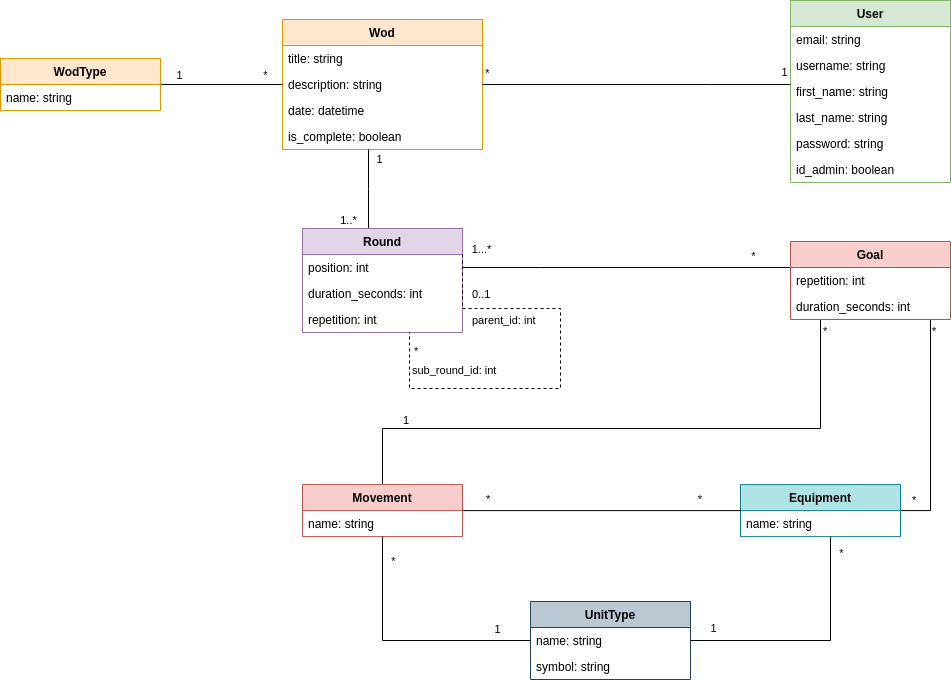 User
email: string
username: string
first_name: string
last_name: string
password: string
id_admin: boolean
Wod
title: string
description: string
date: datetime
is_complete: boolean
WodType
name: string
1
*
*
1
1
1..*
Round
position: int
duration_seconds: int
repetition: int
1...*
*
0..1
parent_id: int
*
sub_round_id: int
Goal
repetition: int
duration_seconds: int
*
*
1
Movement
name: string
*
*
Equipment
name: string
*
*
*
UnitType
name: string
symbol: string
1
1